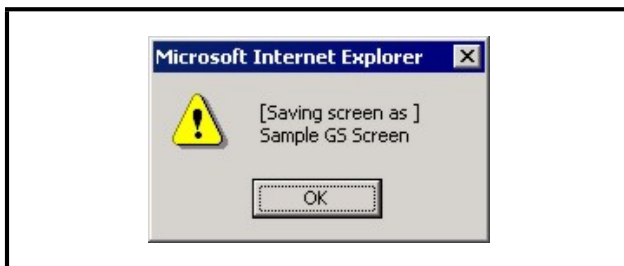 Microsoft Internet Explorer
[Saving screen as ]
Sample GS Screen
OK